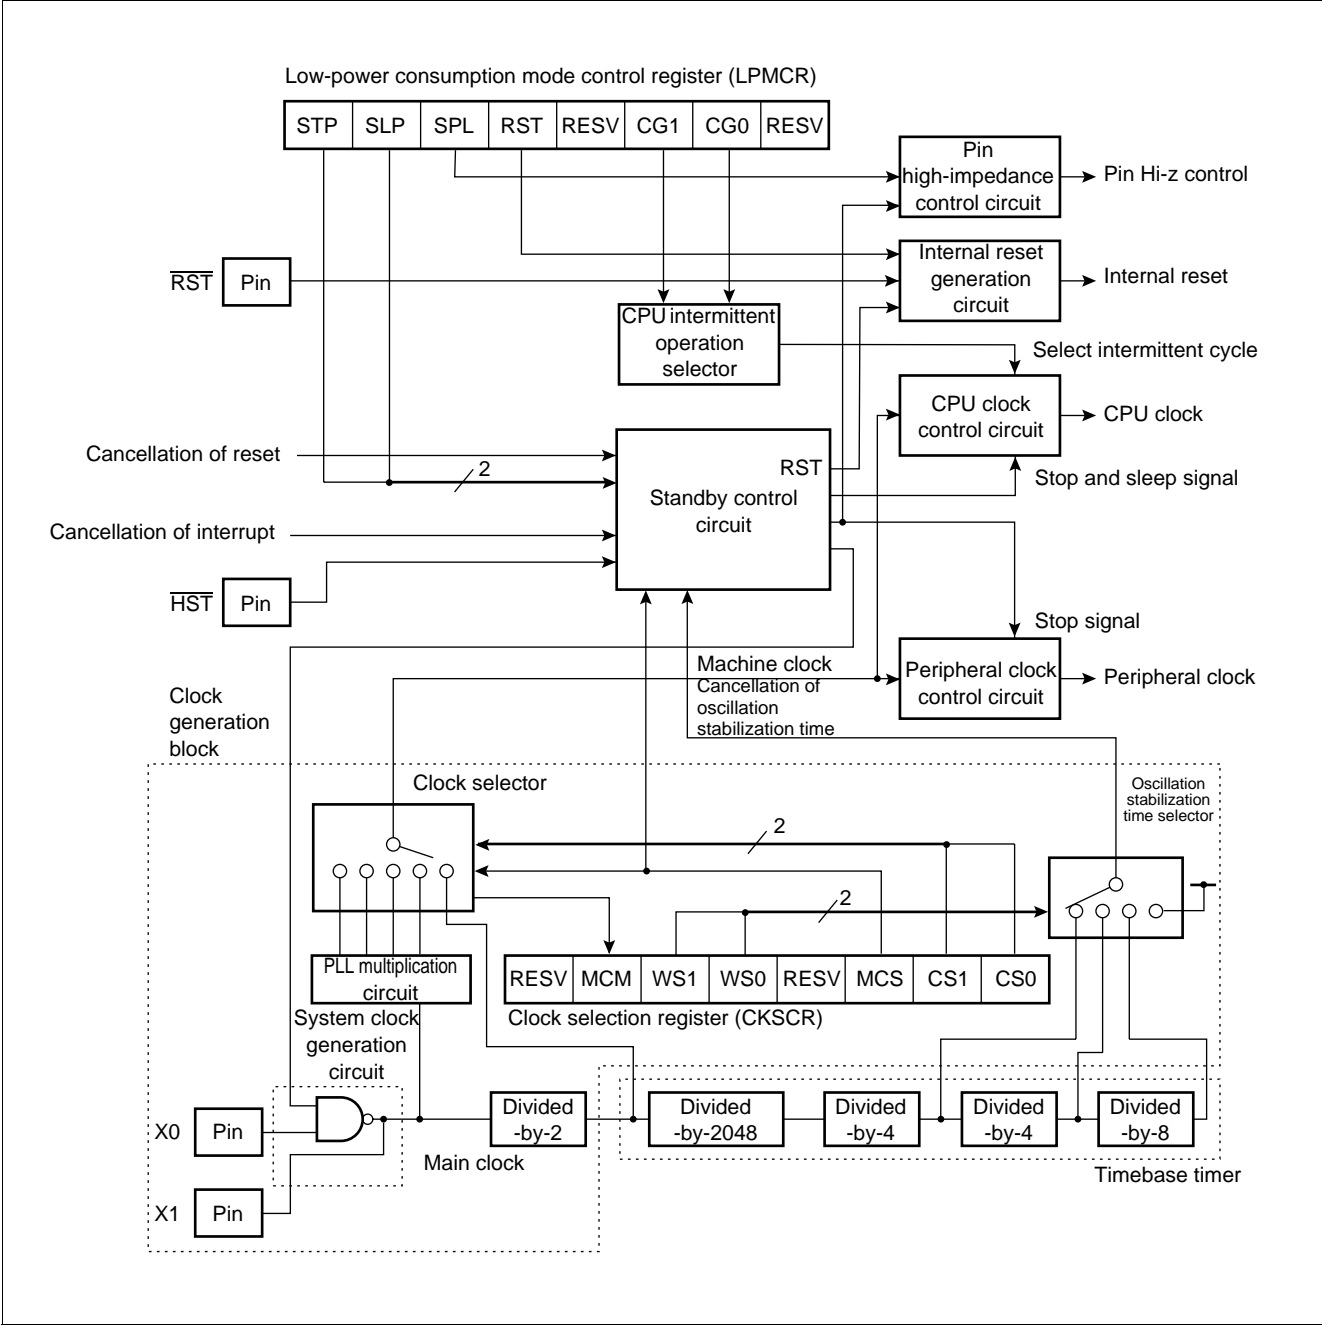 Low-power consumption mode control register (LPMCR)
STP SLP SPL RST RESV CG1 CG0 RESV
Pin
high-impedance
control circuit
Pin Hi-z control
RST
Pin
Internal reset
generation
circuit
Internal reset
CPU intermittent
operation
selector
Select intermittent cycle
CPU clock
control circuit
CPU clock
Cancellation of reset
2
RST
Standby control
circuit
Stop and sleep signal
Cancellation of interrupt
HST
Pin
Stop signal
Machine clock
Cancellation of
oscillation
stabilization time
Peripheral clock
control circuit
Peripheral clock
Clock
generation
block
Clock selector
Oscillation
stabilization
time selector
2
2
PLL multiplication
circuit
RESV MCM WS1 WS0 RESV MCS CS1 CS0
Clock selection register (CKSCR)
System clock
generation
circuit
X0
Pin
Divided
-by-2
Divided
-by-2048
Divided
-by-4
Divided
-by-4
Divided
-by-8
Main clock
Timebase timer
X1
Pin